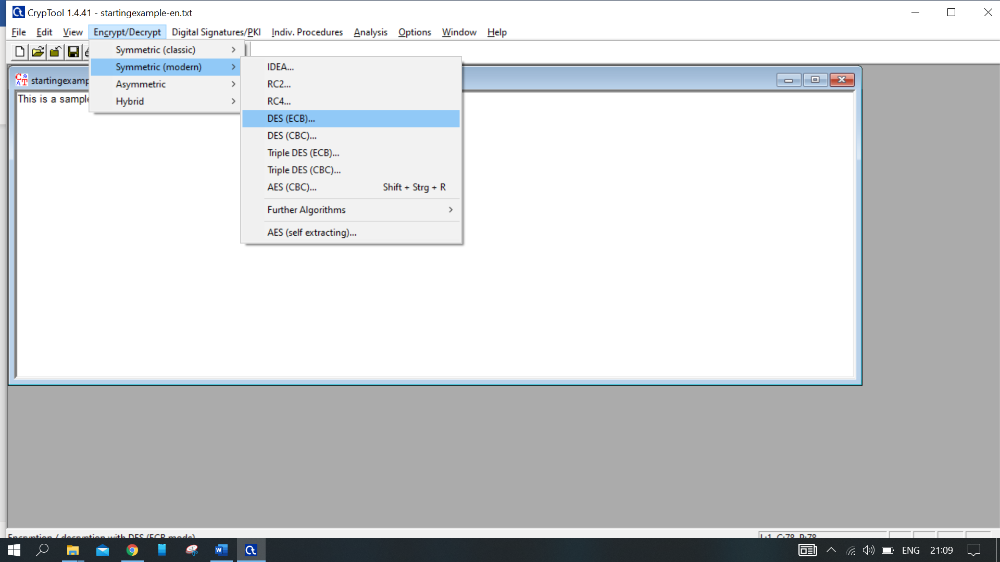 CrypTool 1.4.41 - startingexample-en.txt
File Edit View Encrypt/Decrypt Digital Signatures/PKI Indiv. Procedures Analysis Options Window Help
Symmetric (classic)
Symmetric (modern)
Asymmetric
Hybrid
IDEA...
RC2...
RC4...
DES (ECB)...
DES (CBC)...
Triple DES (ECB)...
Triple DES (CBC)...
AES (CBC)... Shift + Strg + R
Further Algorithms
AES (self extracting)...
startingexamp
This is a sample
Encryption / decryption with DES (ECB mode)
L:1 C:78 P:78
ENG 21:09